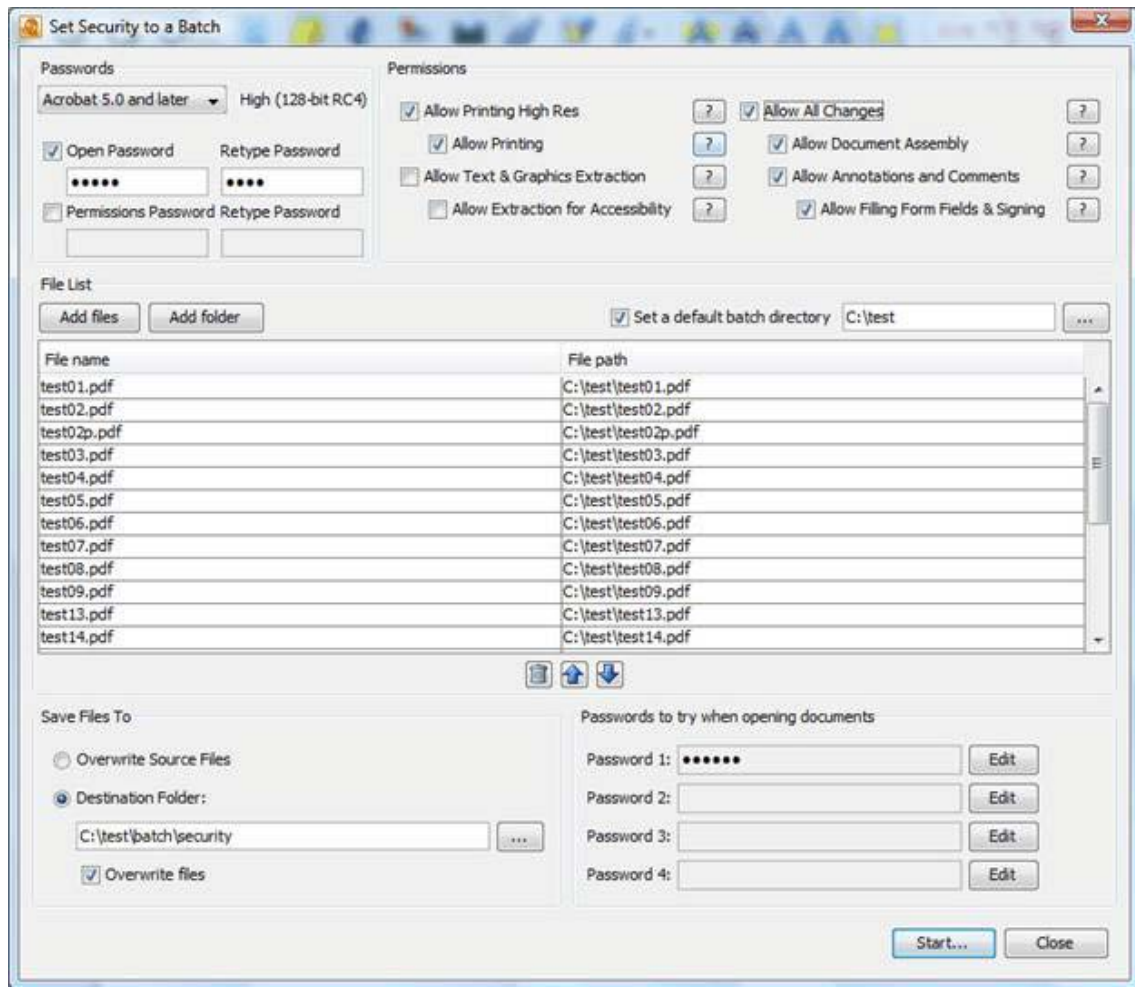 Set Security to a Batch
Passwords
Acrobat 5.0 and later High (128-bit RC4)
Open Password Retype Password
••••• ••••
Permissions Password Retype Password
Permissions
Allow Printing High Res ? Allow All Changes ?
Allow Printing ? Allow Document Assembly ?
Allow Text & Graphics Extraction ? Allow Annotations and Comments ?
Allow Extraction for Accessibility ? Allow Filling Form Fields & Signing ?
File List
Add files Add folder Set a default batch directory C:\test ...
File name File path
test01.pdf C:\test\test01.pdf
test02.pdf C:\test\test02.pdf
test02p.pdf C:\test\test02p.pdf
test03.pdf C:\test\test03.pdf
test04.pdf C:\test\test04.pdf
test05.pdf C:\test\test05.pdf
test06.pdf C:\test\test06.pdf
test07.pdf C:\test\test07.pdf
test08.pdf C:\test\test08.pdf
test09.pdf C:\test\test09.pdf
test13.pdf C:\test\test13.pdf
test14.pdf C:\test\test14.pdf
Save Files To
Overwrite Source Files
Destination Folder:
C:\test\batch\security ...
Overwrite files
Passwords to try when opening documents
Password 1: •••••• Edit
Password 2: Edit
Password 3: Edit
Password 4: Edit
Start... Close